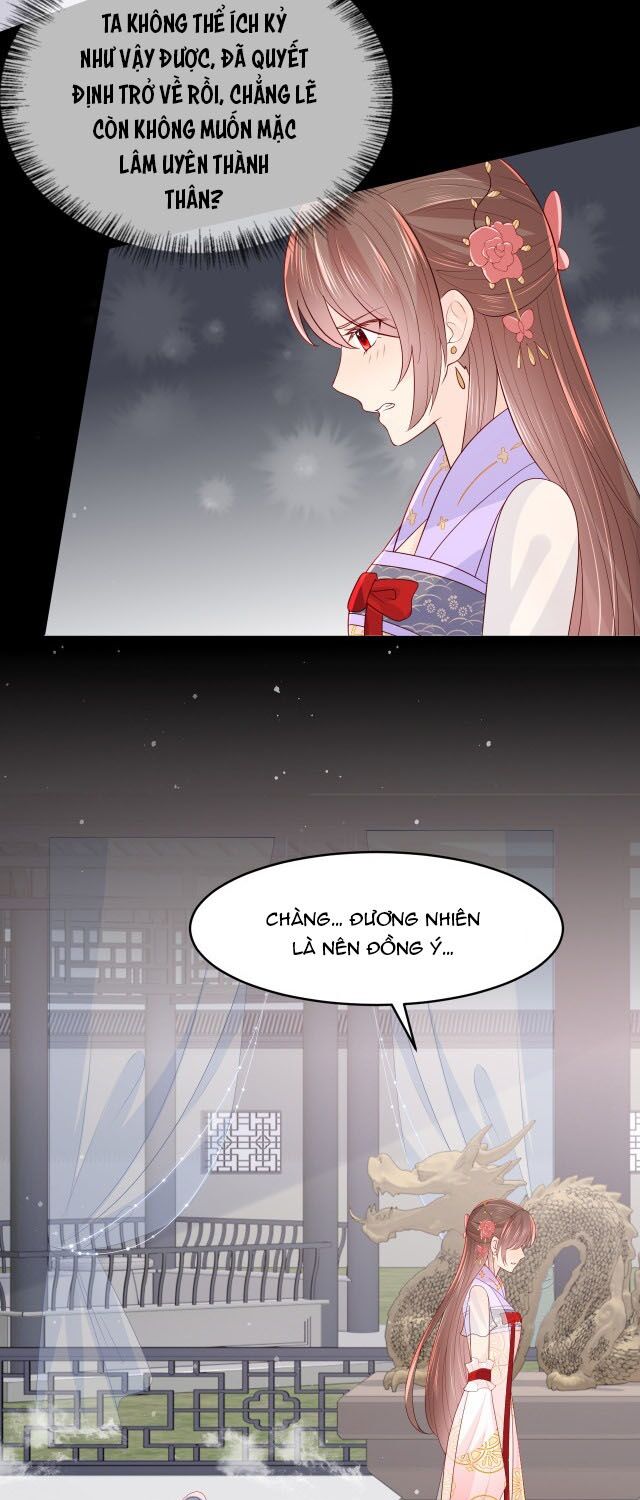 TA KHÔNG THỂ ÍCH KỶ
NHƯ VẬY ĐƯỢC, ĐÃ QUYẾT
ĐỊNH TRỞ VỀ RỒI, CHẲNG LẼ
CÒN KHÔNG MUỐN MẶC
LÂM UYÊN THÀNH
THÂN?
CHÀNG... ĐƯƠNG NHIÊN
LÀ NÊN ĐỒNG Ý...